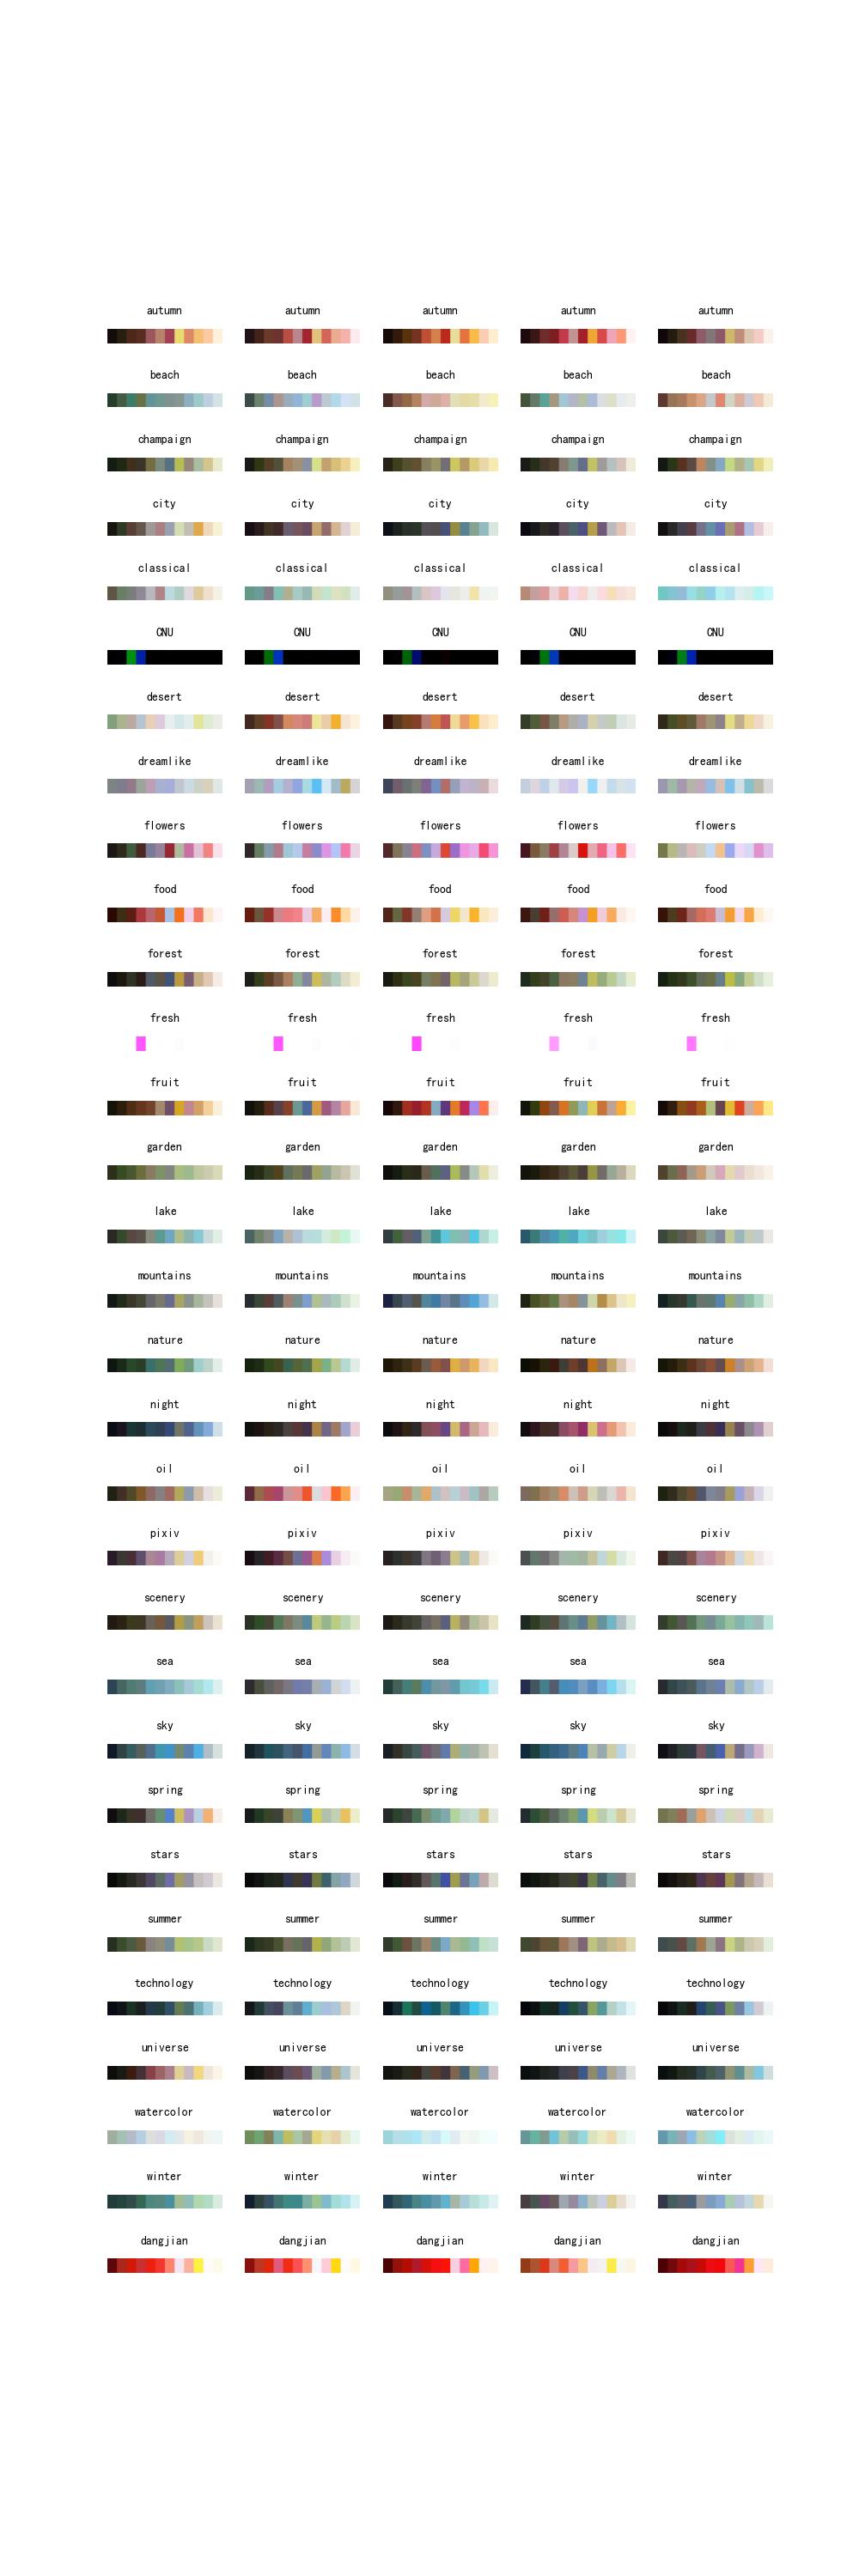 autumn autumn autumn autumn autumn
beach beach beach beach beach
champaign champaign champaign champaign champaign
city city city city city
classical classical classical classical classical
CNU CNU CNU CNU CNU
desert desert desert desert desert
dreamlike dreamlike dreamlike dreamlike dreamlike
flowers flowers flowers flowers flowers
food food food food food
forest forest forest forest forest
fresh fresh fresh fresh fresh
fruit fruit fruit fruit fruit
garden garden garden garden garden
lake lake lake lake lake
mountains mountains mountains mountains mountains
nature nature nature nature nature
night night night night night
oil oil oil oil oil
pixiv pixiv pixiv pixiv pixiv
scenery scenery scenery scenery scenery
sea sea sea sea sea
sky sky sky sky sky
spring spring spring spring spring
stars stars stars stars stars
summer summer summer summer summer
technology technology technology technology technology
universe universe universe universe universe
watercolor watercolor watercolor watercolor watercolor
winter winter winter winter winter
dangjian dangjian dangjian dangjian dangjian